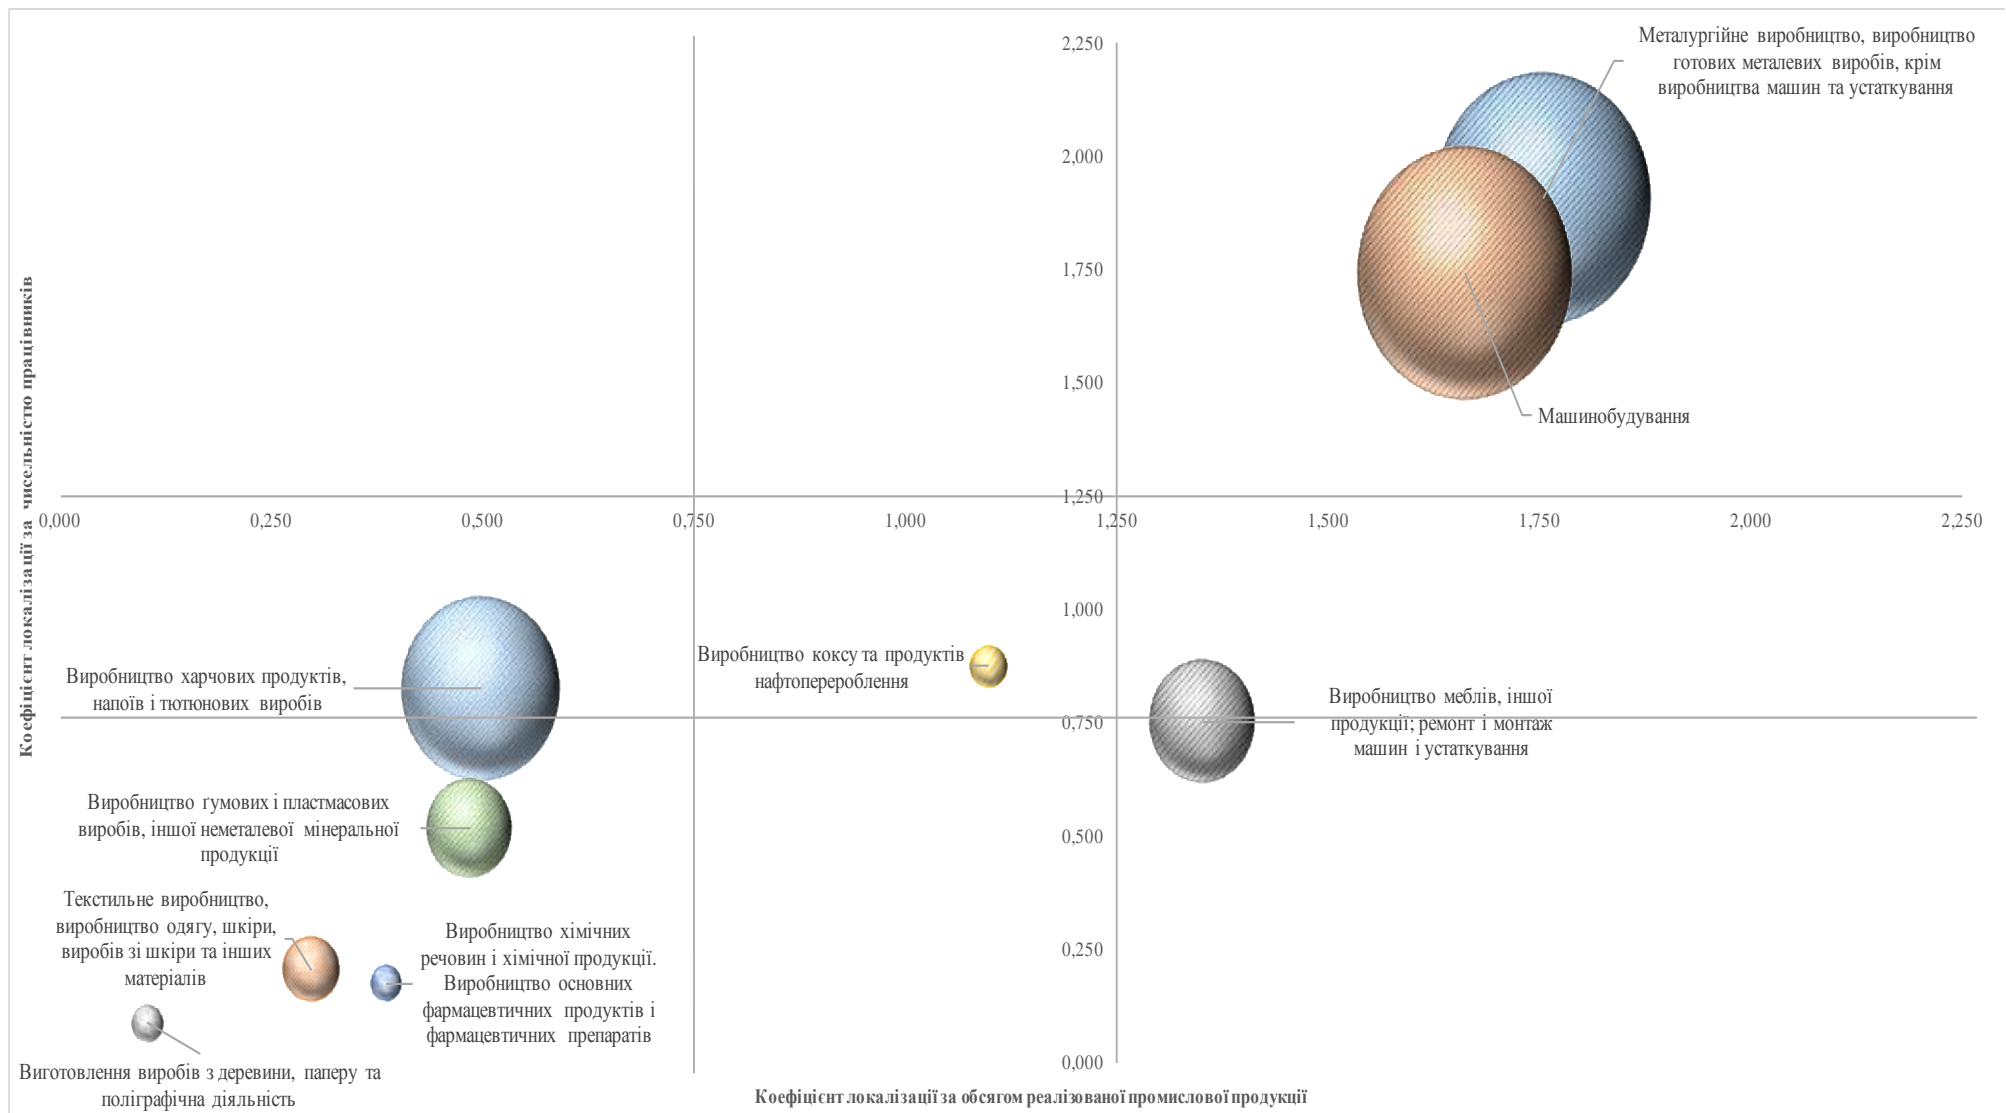 2,250
Металургійне виробництво, виробництво
готових металевих виробів, крім
виробництва машин та устаткування
2,000
1,750
1,500
Машинобудування
1,250
0,000 0,250 0,500 0,750 1,000 1,250 1,500 1,750 2,000 2,250
Коефіцієнт локалізації за чисельністю працівників
1,000
Виробництво коксу та продуктів
нафтоперероблення
Виробництво харчових продуктів,
напоїв і тютюнових виробів
0,750
Виробництво меблів, іншої
продукції; ремонт і монтаж
машин і устаткування
Виробництво ґумових і пластмасових
виробів, іншої неметалевої мінеральної
продукції
0,500
Текстильне виробництво,
виробництво одягу, шкіри,
виробів зі шкіри та інших
матеріалів
Виробництво хімічних
речовин і хімічної продукції.
Виробництво основних
фармацевтичних продуктів і
фармацевтичних препаратів
0,250
0,000
Виготовлення виробів з деревини, паперу та
поліграфічна діяльність
Коефіцієнт локалізації за обсягом реалізованої промислової продукції